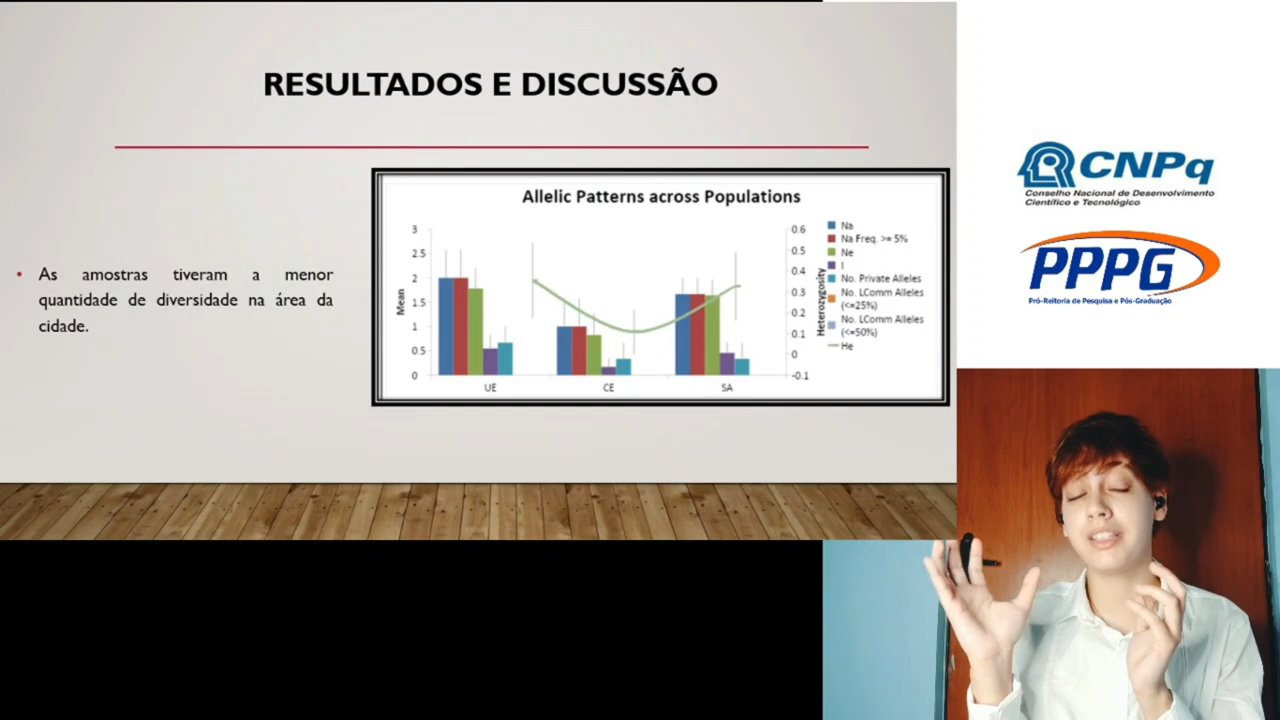 RESULTADOS E DISCUSSÃO
• As amostras tiveram a menor
quantidade de diversidade na área da
cidade.
Allelic Patterns across Populations
Mean
3
2.5
2
1.5
1
0.5
0
UE
CE
SA
0.6
0.5
0.4
0.3
0.2
0.1
0
-0.1
Heterozygosity
Na
Na Freq. >= 5%
Ne
I
No. Private Alleles
No. LComm Alleles
(<=25%)
No. LComm Alleles
(<=50%)
He
CNPq
Conselho Nacional de Desenvolvimento
Científico e Tecnológico
PPPG
Pró-Reitoria de Pesquisa e Pós-Graduação